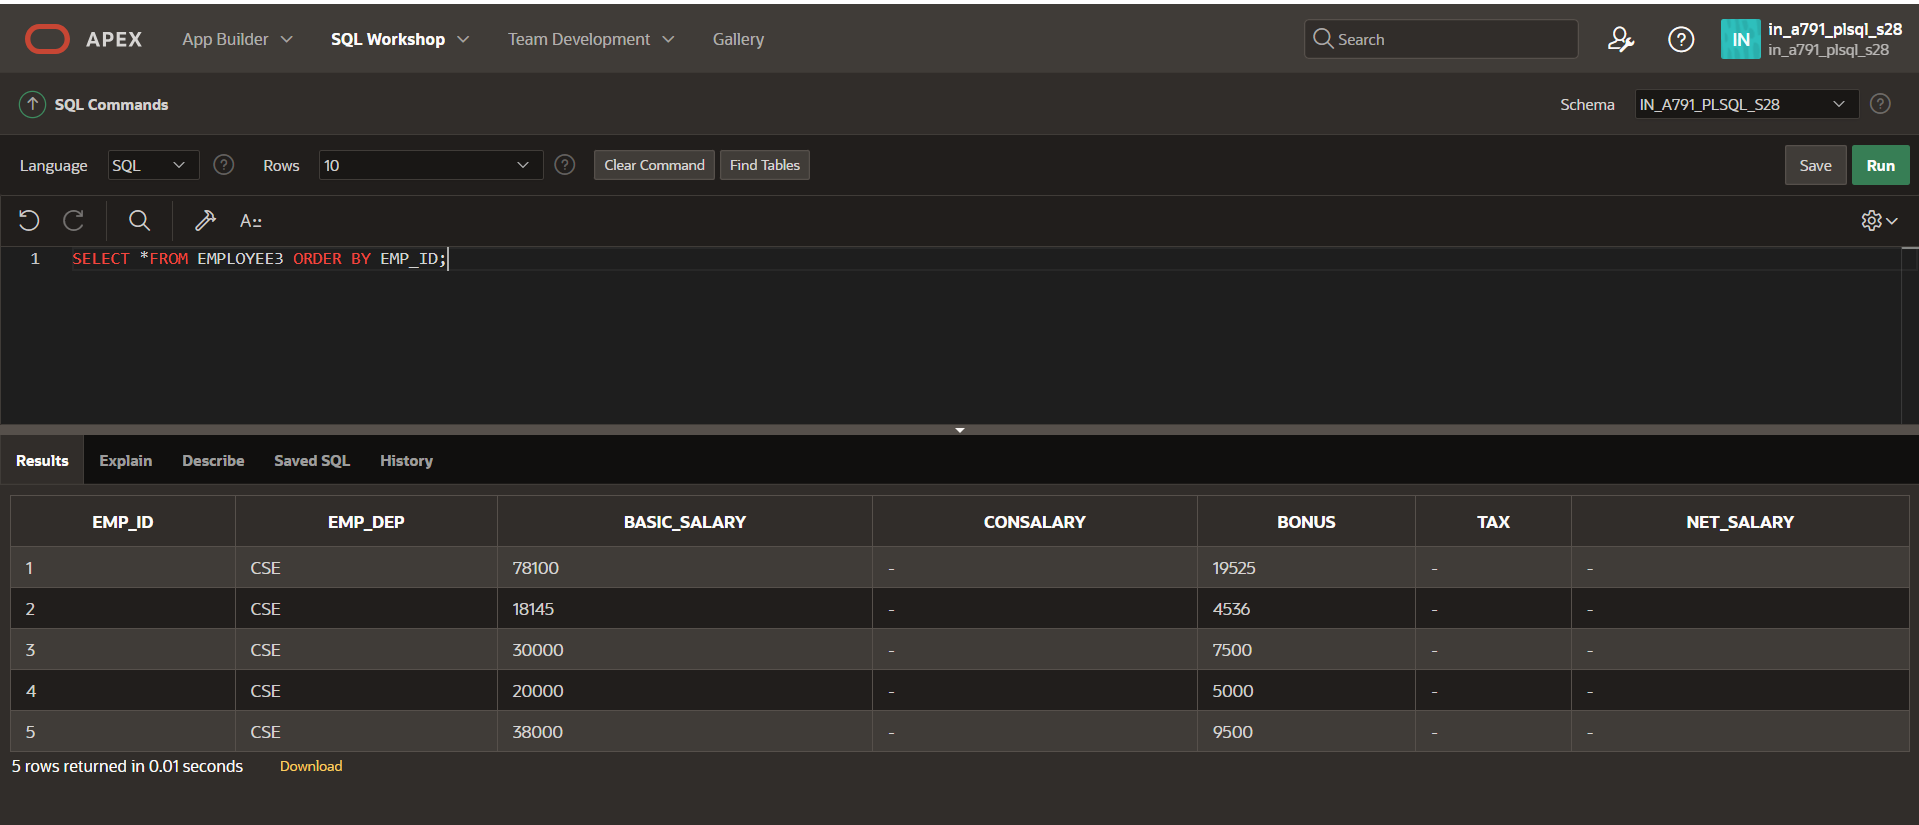 APEX App Builder SQL Workshop Team Development Gallery Search IN in_a791_plsql_s28
in_a791_plsql_s28
SQL Commands Schema IN_A791_PLSQL_S28
Language SQL Rows 10 Clear Command Find Tables Save Run
A::
1 SELECT *FROM EMPLOYEE3 ORDER BY EMP_ID;
Results Explain Describe Saved SQL History
EMP_ID EMP_DEP BASIC_SALARY CONSALARY BONUS TAX NET_SALARY
1 CSE 78100 - 19525 - -
2 CSE 18145 - 4536 - -
3 CSE 30000 - 7500 - -
4 CSE 20000 - 5000 - -
5 CSE 38000 - 9500 - -
5 rows returned in 0.01 seconds Download